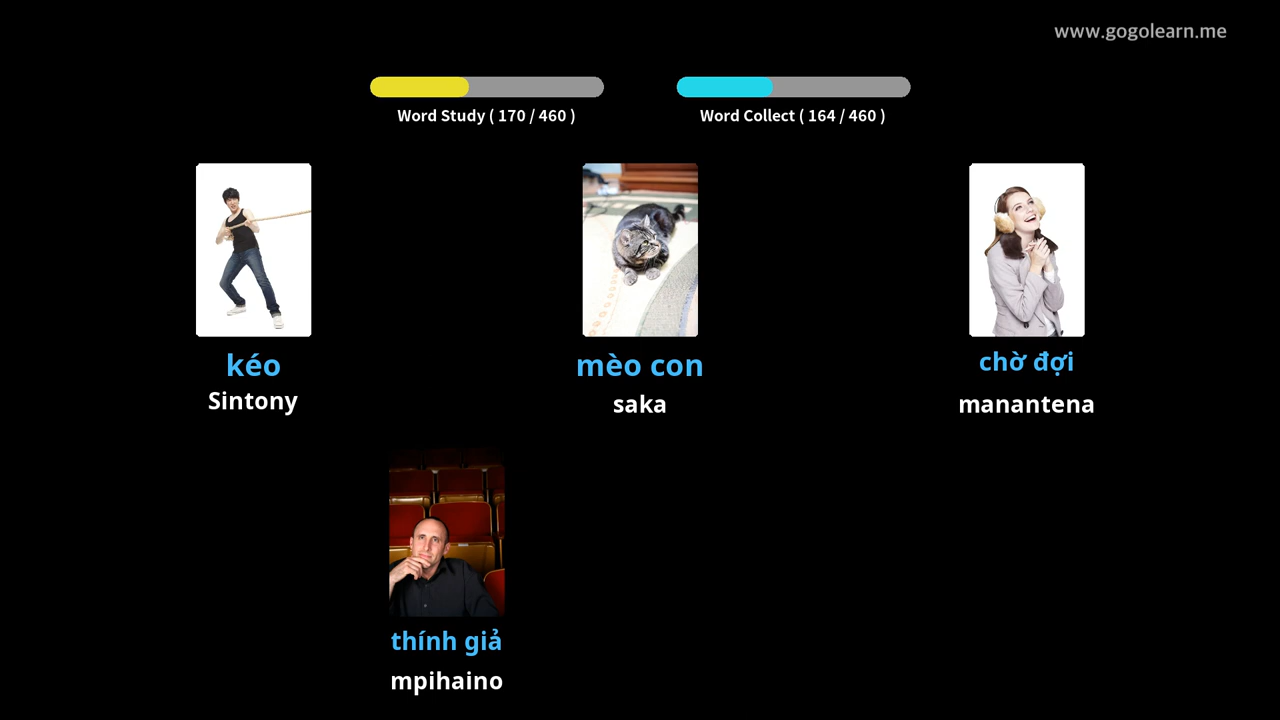 www.gogolearn.me
Word Study ( 170 / 460 )
Word Collect ( 164 / 460 )
kéo
Sintony
mèo con
saka
chờ đợi
manantena
thính giả
mpihaino